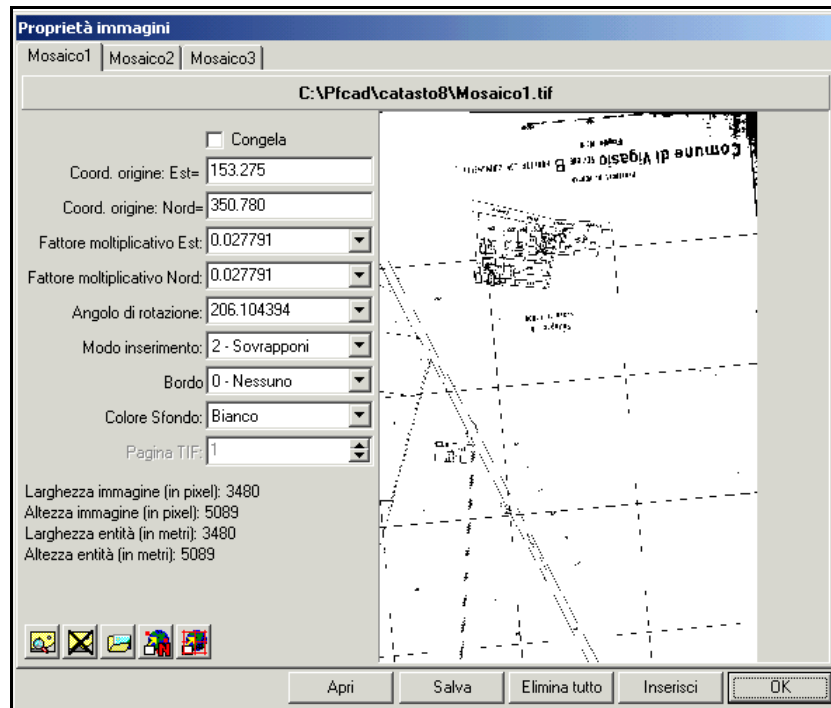 Proprietà immagini
Mosaico1 Mosaico2 Mosaico3
C:\Pfcad\catasto8\Mosaico1.tif
Congela
Coord. origine: Est= 153.275
Coord. origine: Nord= 350.780
Fattore moltiplicativo Est: 0.027791
Fattore moltiplicativo Nord: 0.027791
Angolo di rotazione: 206.104394
Modo inserimento: 2 - Sovrapponi
Bordo 0 - Nessuno
Colore Sfondo: Bianco
Pagina TIF: 1
Larghezza immagine (in pixel): 3480
Altezza immagine (in pixel): 5089
Larghezza entità (in metri): 3480
Altezza entità (in metri): 5089
Comune di Vigasio
B
Apri Salva Elimina tutto Inserisci OK